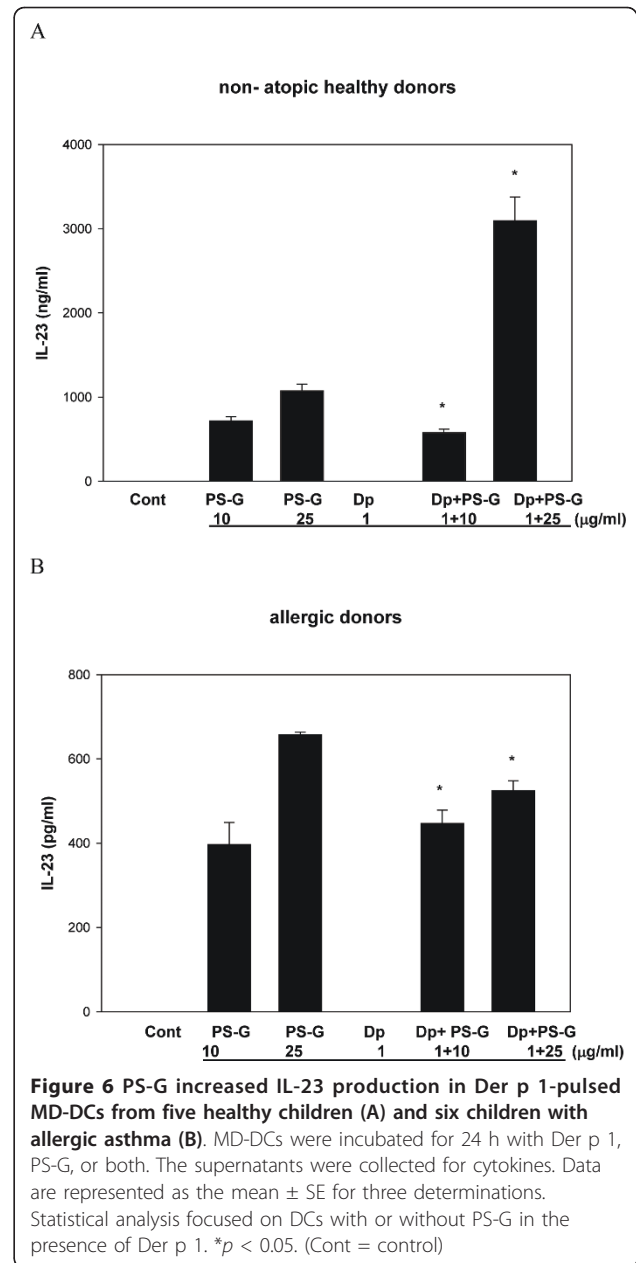 A
non- atopic healthy donors
4000
3000
2000
1000
0
IL-23 (ng/ml)
*
*
Cont PS-G PS-G Dp Dp+PS-G Dp+PS-G
10 25 1 1+10 1+25 (μg/ml)
B
allergic donors
800
600
400
200
0
IL-23 (pg/ml)
*
*
Cont PS-G PS-G Dp Dp+ PS-G Dp+PS-G
10 25 1 1+10 1+25 (μg/ml)
Figure 6 PS-G increased IL-23 production in Der p 1-pulsed
MD-DCs from five healthy children (A) and six children with
allergic asthma (B). MD-DCs were incubated for 24 h with Der p 1,
PS-G, or both. The supernatants were collected for cytokines. Data
are represented as the mean ± SE for three determinations.
Statistical analysis focused on DCs with or without PS-G in the
presence of Der p 1. *p < 0.05. (Cont = control)